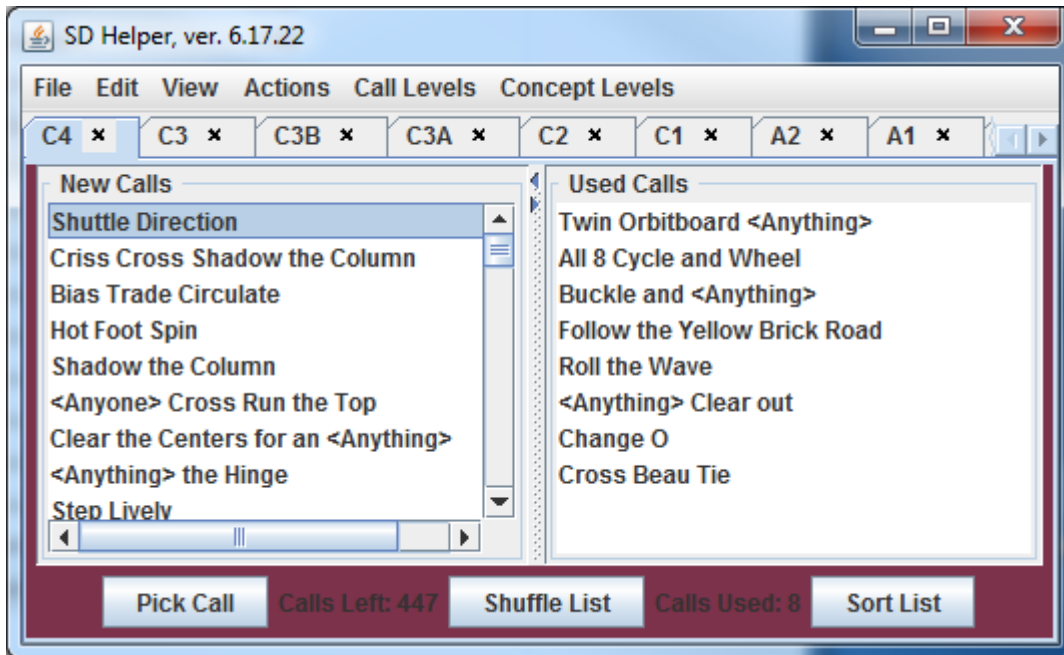 SD Helper, ver. 6.17.22
File Edit View Actions Call Levels Concept Levels
C4 C3 C3B C3A C2 C1 A2 A1
New Calls
Shuttle Direction
Criss Cross Shadow the Column
Bias Trade Circulate
Hot Foot Spin
Shadow the Column
<Anyone> Cross Run the Top
Clear the Centers for an <Anything>
<Anything> the Hinge
Step Lively
Used Calls
Twin Orbitboard <Anything>
All 8 Cycle and Wheel
Buckle and <Anything>
Follow the Yellow Brick Road
Roll the Wave
<Anything> Clear out
Change O
Cross Beau Tie
Pick Call Calls Left: 447 Shuffle List Calls Used: 8 Sort List